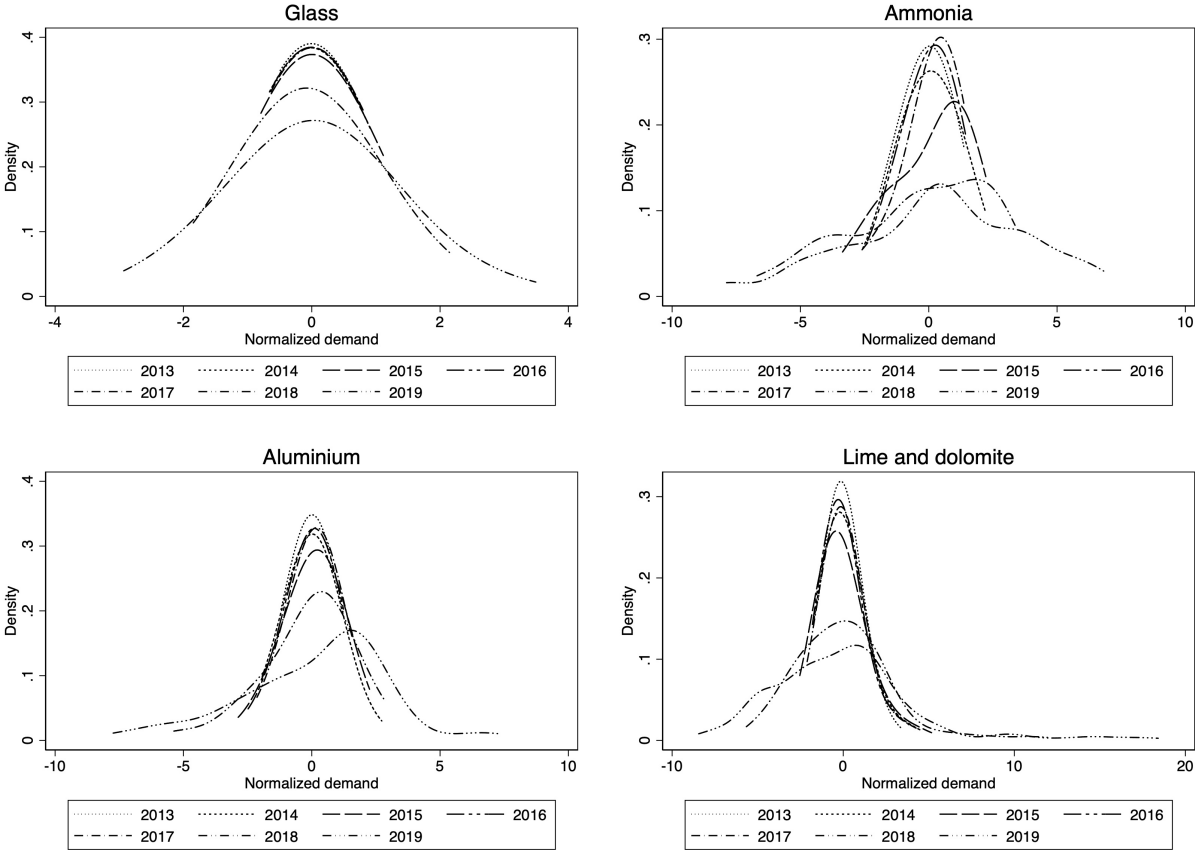 Glass
Density
.4
.3
.2
.1
0
-4 -2 0 2 4
Normalized demand
2013 2014 2015 2016
2017 2018 2019
Ammonia
Density
.3
.2
.1
0
-10 -5 0 5 10
Normalized demand
2013 2014 2015 2016
2017 2018 2019
Aluminium
Density
.4
.3
.2
.1
0
-10 -5 0 5 10
Normalized demand
2013 2014 2015 2016
2017 2018 2019
Lime and dolomite
Density
.3
.2
.1
0
-10 0 10 20
Normalized demand
2013 2014 2015 2016
2017 2018 2019